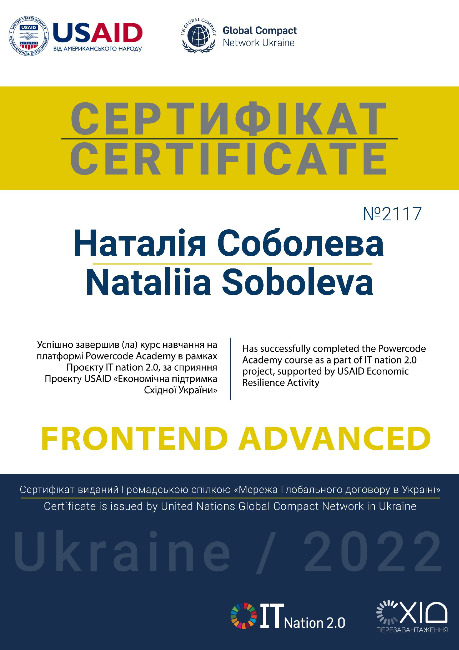 USAID
ВІД АМЕРИКАНСЬКОГО НАРОДУ
Global Compact
Network Ukraine
СЕРТИФІКАТ
CERTIFICATE
№2117
Наталія Соболева
Nataliia Soboleva
Успішно завершив (ла) курс навчання на
платформі Powercode Academy в рамках
Проєкту IT nation 2.0, за сприяння
Проєкту USAID «Економічна підтримка
Східної України»
Has successfully completed the Powercode
Academy course as a part of IT nation 2.0
project, supported by USAID Economic
Resilience Activity
FRONTEND ADVANCED
Сертифікат виданий Громадською спілкою «Мережа Глобального договору в Україні»
Certificate is issued by United Nations Global Compact Network in Ukraine
Ukraine / 2022
IT Nation 2.0
СХІД
ПЕРЕЗАВАНТАЖЕННЯ